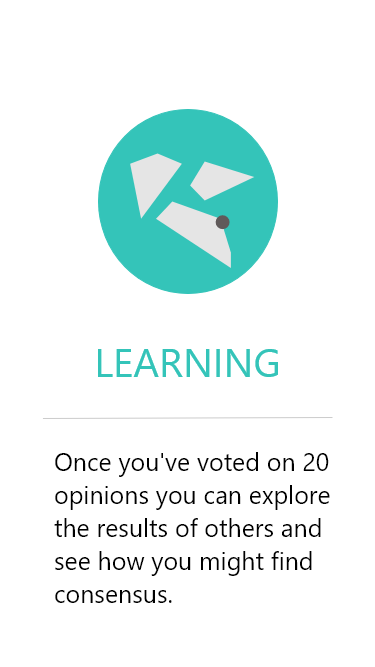 LEARNING
Once you've voted on 20
opinions you can explore
the results of others and
see how you might find
consensus.